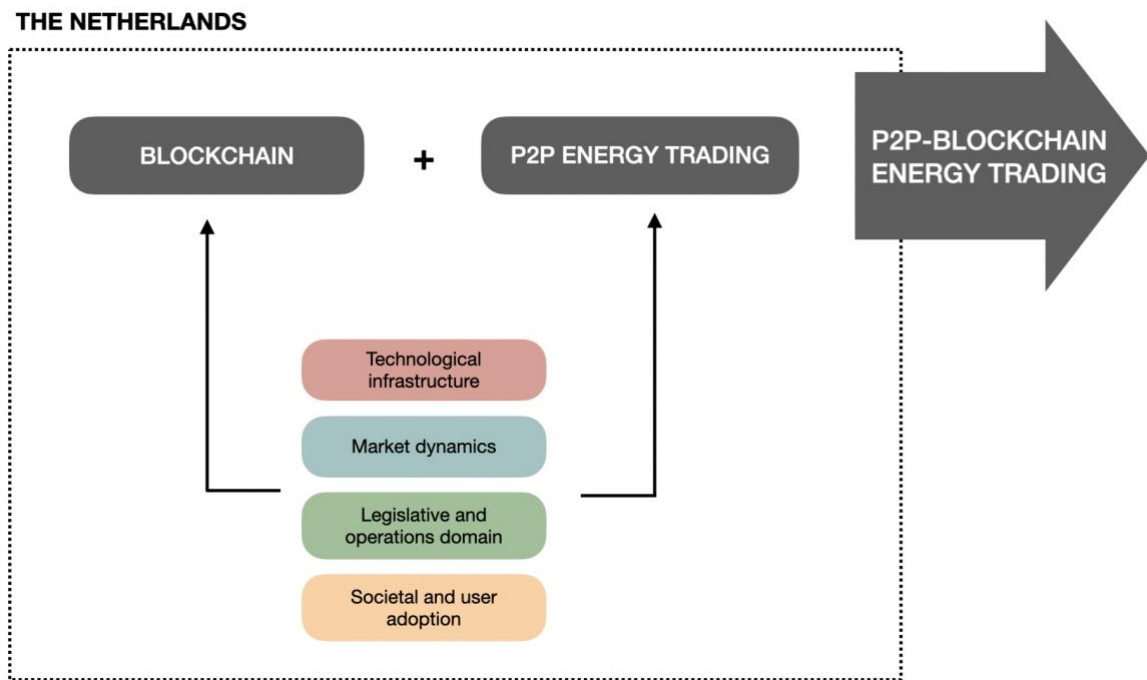 THE NETHERLANDS
BLOCKCHAIN
+
P2P ENERGY TRADING
P2P-BLOCKCHAIN
ENERGY TRADING
Technological
infrastructure
Market dynamics
Legislative and
operations domain
Societal and user
adoption